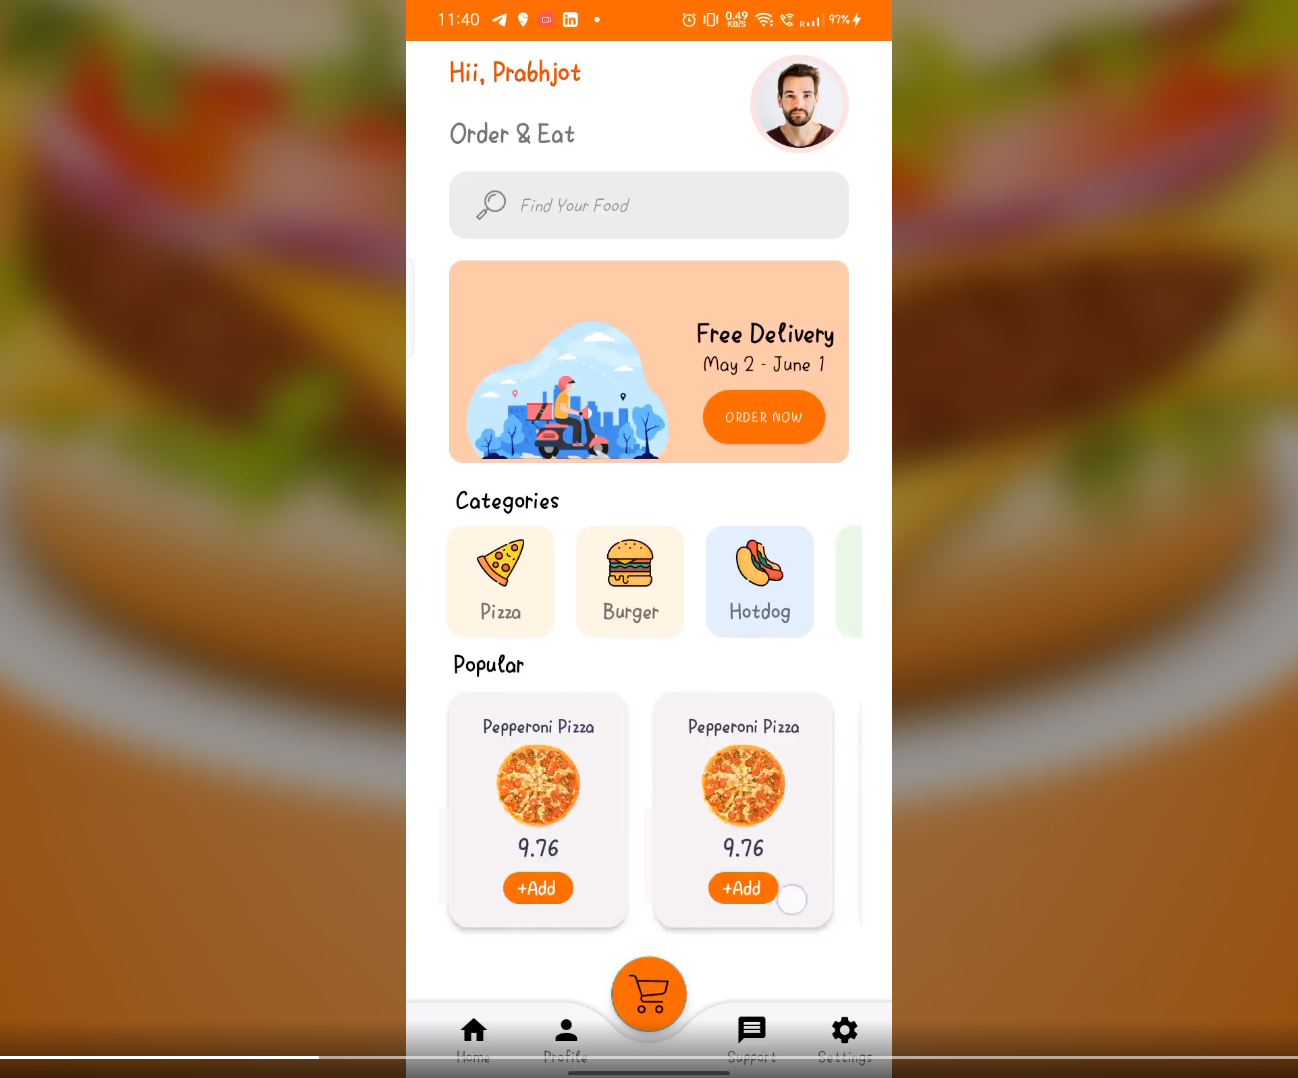 11:40 0.49 KB/S R 97%
Hii, Prabhjot
Order & Eat
Find Your Food
Free Delivery
May 2 - June 1
ORDER NOW
Categories
Pizza Burger Hotdog
Popular
Pepperoni Pizza Pepperoni Pizza
9.76 9.76
+Add +Add
Home Profile Support Settings